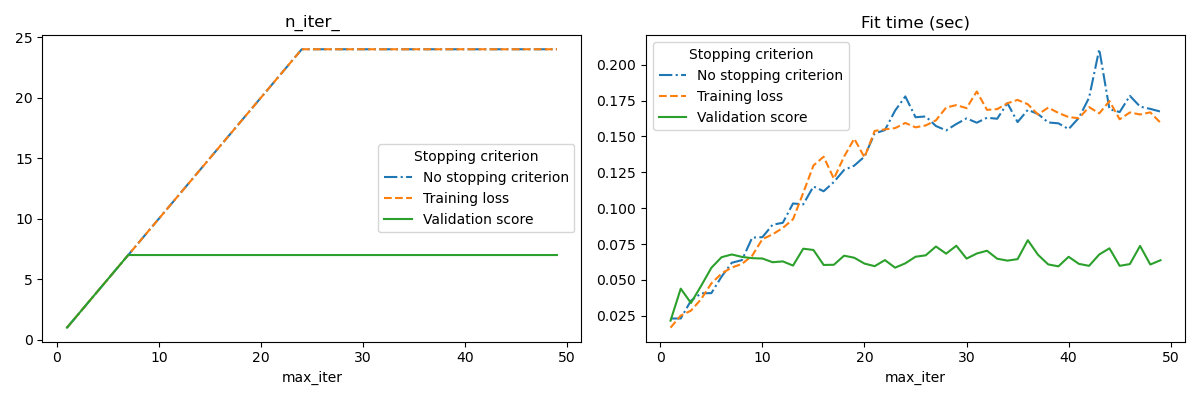 n_iter_
25
20
15
10
5
0
Stopping criterion
No stopping criterion
Training loss
Validation score
0 10 20 30 40 50
max_iter
Fit time (sec)
Stopping criterion
No stopping criterion
Training loss
Validation score
0.200
0.175
0.150
0.125
0.100
0.075
0.050
0.025
0 10 20 30 40 50
max_iter